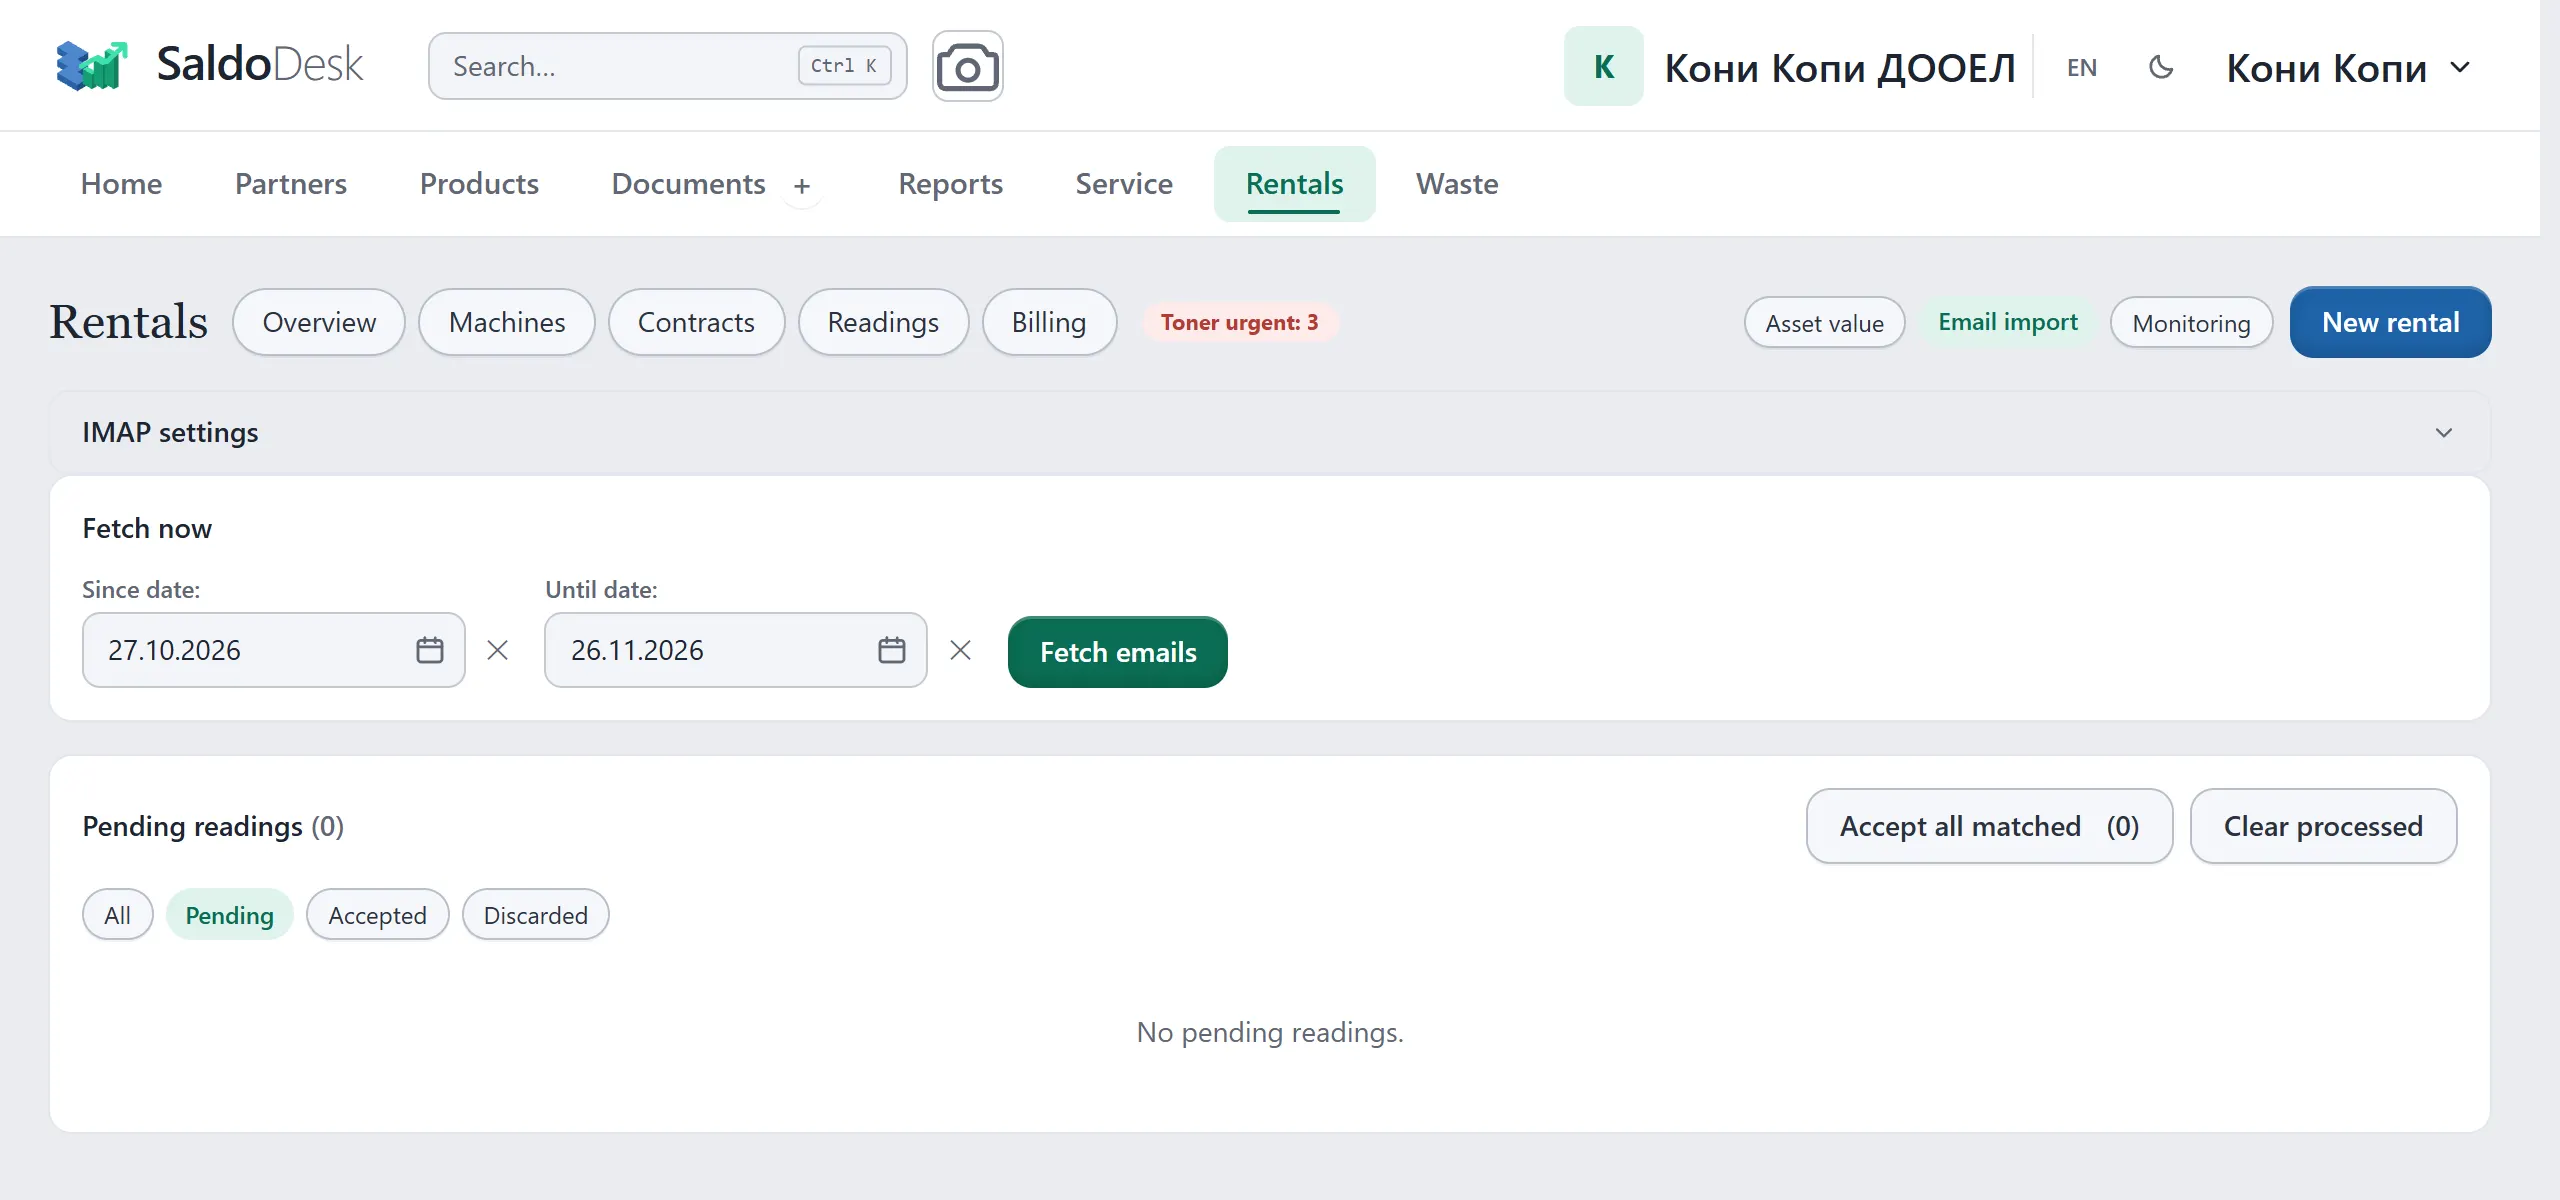 SaldoDesk
Search...
Ctrl K
K
Кони Копи ДООЕЛ
EN
Кони Копи
Home
Partners
Products
Documents
+
Reports
Service
Rentals
Waste
Rentals
Overview
Machines
Contracts
Readings
Billing
Toner urgent: 3
Asset value
Email import
Monitoring
New rental
IMAP settings
Fetch now
Since date:
Until date:
27.10.2026
26.11.2026
Fetch emails
Pending readings (0)
Accept all matched (0)
Clear processed
All
Pending
Accepted
Discarded
No pending readings.